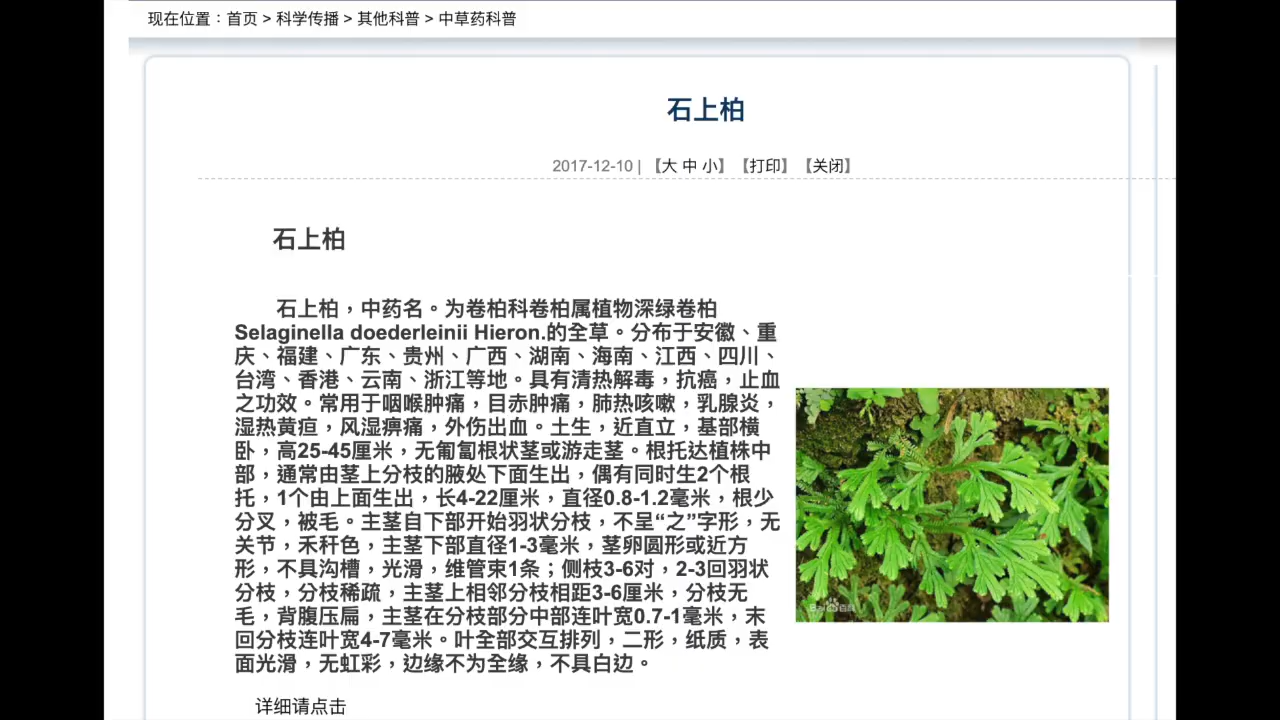 现在位置：首页 > 科学传播 > 其他科普 > 中草药科普
石上柏
2017-12-10 | 【大 中 小】 【打印】 【关闭】
石上柏
石上柏，中药名。为卷柏科卷柏属植物深绿卷柏
Selaginella doederleinii Hieron.的全草。分布于安徽、重
庆、福建、广东、贵州、广西、湖南、海南、江西、四川、
台湾、香港、云南、浙江等地。具有清热解毒，抗癌，止血
之功效。常用于咽喉肿痛，目赤肿痛，肺热咳嗽，乳腺炎，
湿热黄疸，风湿痹痛，外伤出血。土生，近直立，基部横
卧，高25-45厘米，无匍匐根状茎或游走茎。根托达植株中
部，通常由茎上分枝的腋处下面生出，偶有同时生2个根
托，1个由上面生出，长4-22厘米，直径0.8-1.2毫米，根少
分叉，被毛。主茎自下部开始羽状分枝，不呈“之”字形，无
关节，禾秆色，主茎下部直径1-3毫米，茎卵圆形或近方
形，不具沟槽，光滑，维管束1条；侧枝3-6对，2-3回羽状
分枝，分枝稀疏，主茎上相邻分枝相距3-6厘米，分枝无
毛，背腹压扁，主茎在分枝部分中部连叶宽0.7-1毫米，末
回分枝连叶宽4-7毫米。叶全部交互排列，二形，纸质，表
面光滑，无虹彩，边缘不为全缘，不具白边。
Bai百科
详细请点击